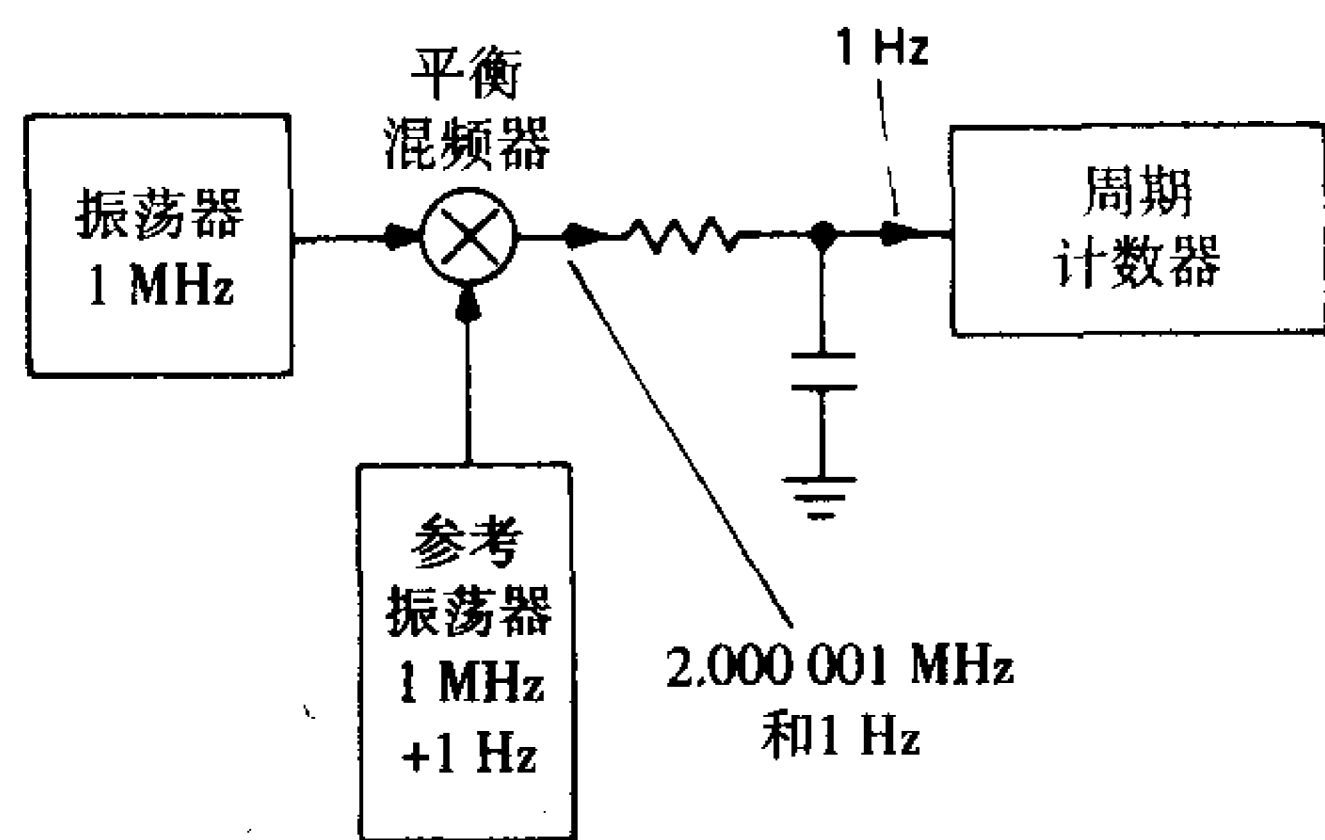 1 Hz
平衡
混频器
振荡器
1 MHz
周期
计数器
参考
振荡器
1 MHz
+1 Hz
2.000 001 MHz
和1 Hz